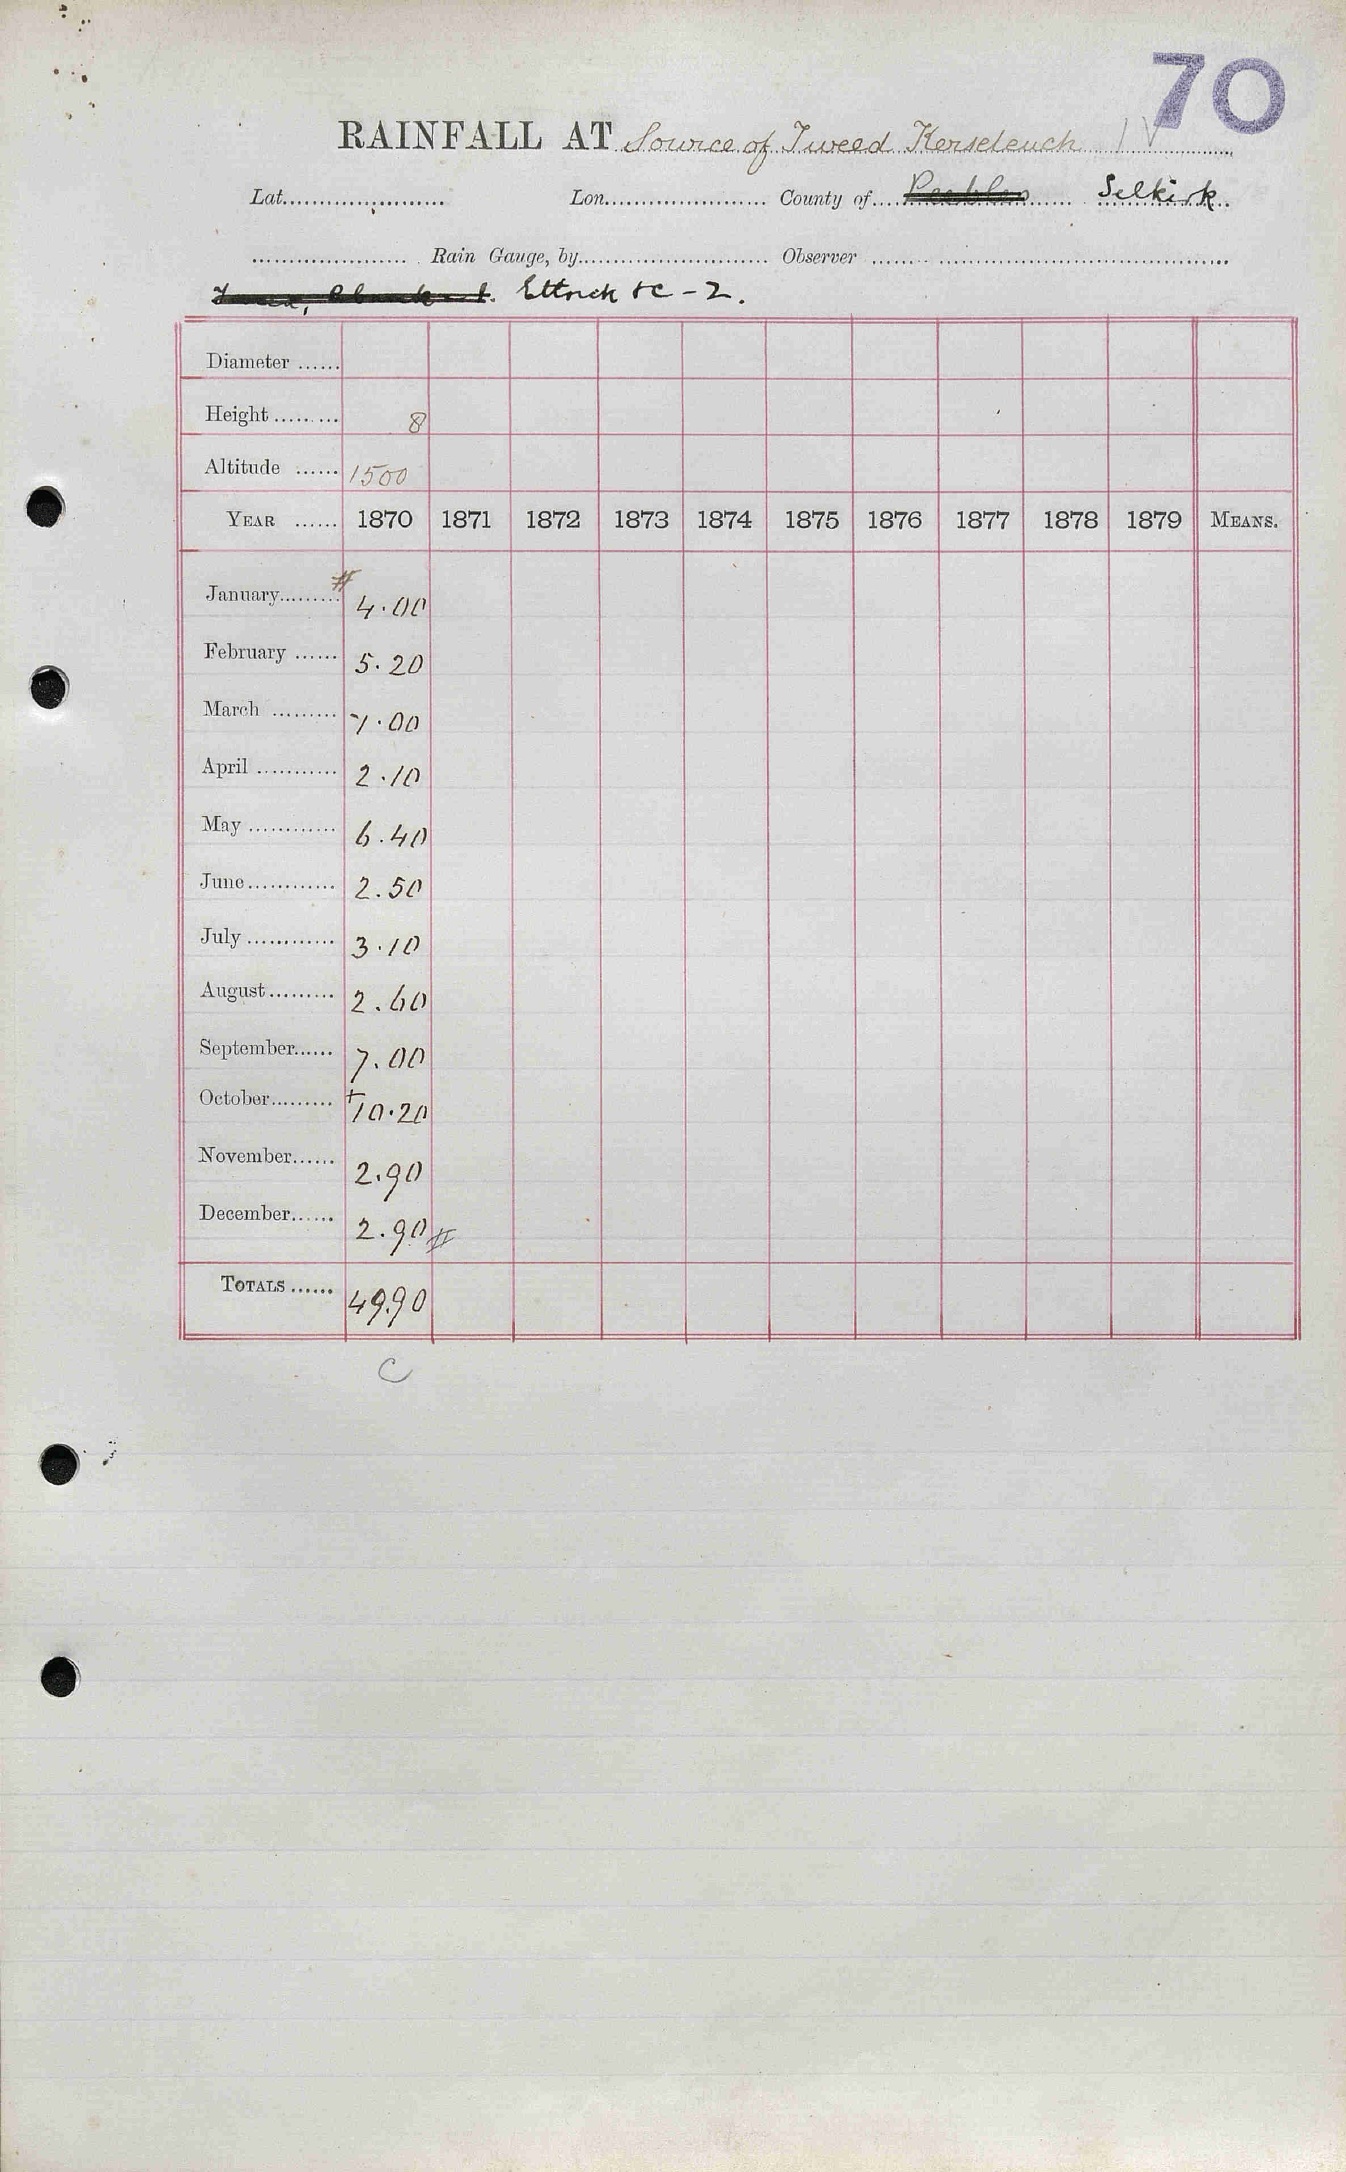 70
RAINFALL AT Source of Tweed Kerseleuch IV
Lat. Lon. County of Peebles Selkirk
Rain Gauge, by Observer
Ettrick &c - 2.
Diameter
Height 8
Altitude 1500
YEAR 1870 1871 1872 1873 1874 1875 1876 1877 1878 1879 MEANS.
January # 4.00
February 5.20
March 1.00
April 2.10
May 6.40
June 2.50
July 3.10
August 2.60
September 7.00
October +10.20
November 2.90
December 2.90 #
TOTALS 49.90
C